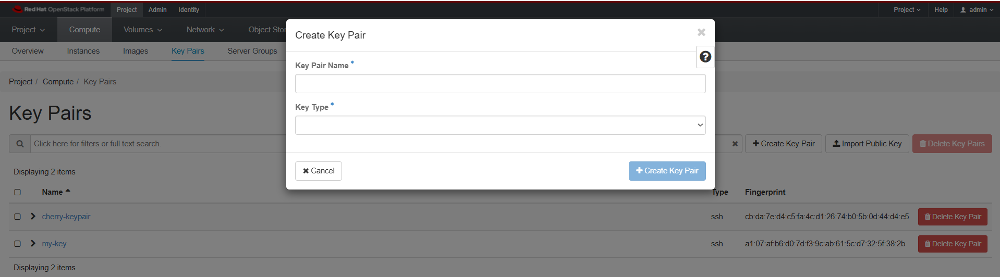 Red Hat OpenStack Platform Project Admin Identity Project Help admin
Project Compute Volumes Network Object Stor
Overview Instances Images Key Pairs Server Groups
Create Key Pair
Key Pair Name *
Key Type *
Cancel Create Key Pair
Project / Compute / Key Pairs
Key Pairs
Click here for filters or full text search. Create Key Pair Import Public Key Delete Key Pairs
Displaying 2 items
Name Type Fingerprint
cherry-keypair ssh cb:da:7e:d4:c5:fa:4c:d1:26:74:b0:5b:0d:44:d4:e5 Delete Key Pair
my-key ssh a1:07:af:b6:d0:7d:f3:9c:ab:61:5c:d7:32:5f:38:2b Delete Key Pair
Displaying 2 items